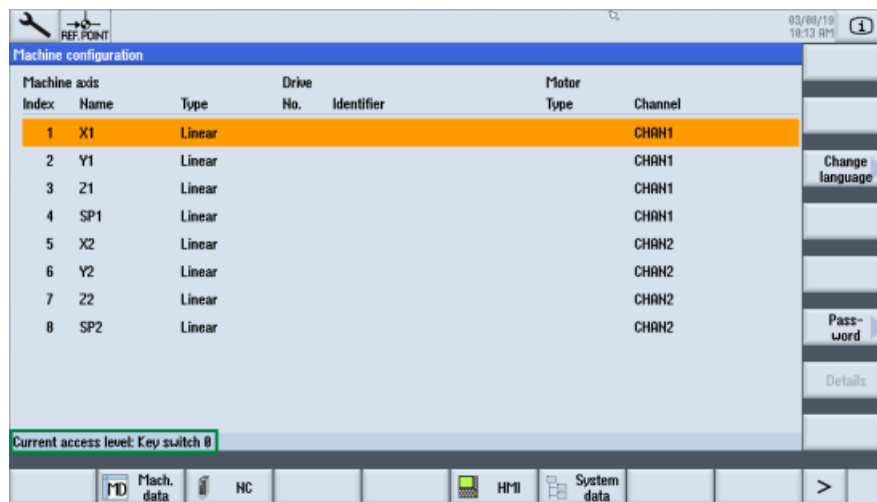 REF. POINT
03/08/19
10:13 AM
Machine configuration
Machine axis Drive Motor
Index Name Type No. Identifier Type Channel
1 X1 Linear CHAN1
2 Y1 Linear CHAN1
3 Z1 Linear CHAN1
4 SP1 Linear CHAN1
5 X2 Linear CHAN2
6 Y2 Linear CHAN2
7 Z2 Linear CHAN2
8 SP2 Linear CHAN2
Change
language
Pass-
word
Details
Current access level: Key switch 0
MD Mach.
data
NC
HMI
System
data
>